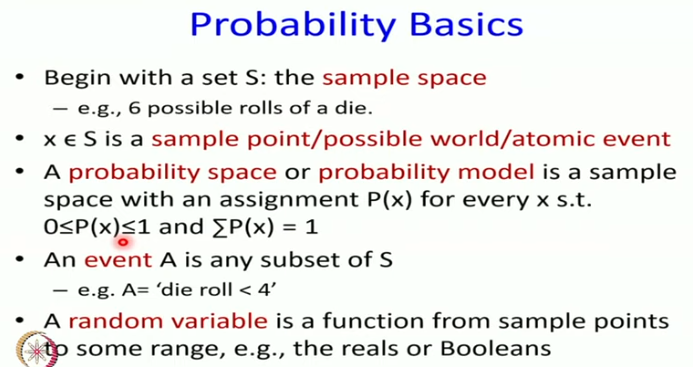 Probability Basics
• Begin with a set S: the sample space
– e.g., 6 possible rolls of a die.
• x ϵ S is a sample point/possible world/atomic event
• A probability space or probability model is a sample
space with an assignment P(x) for every x s.t.
0≤P(x)≤1 and ∑P(x) = 1
• An event A is any subset of S
– e.g. A= ‘die roll < 4’
• A random variable is a function from sample points
to some range, e.g., the reals or Booleans